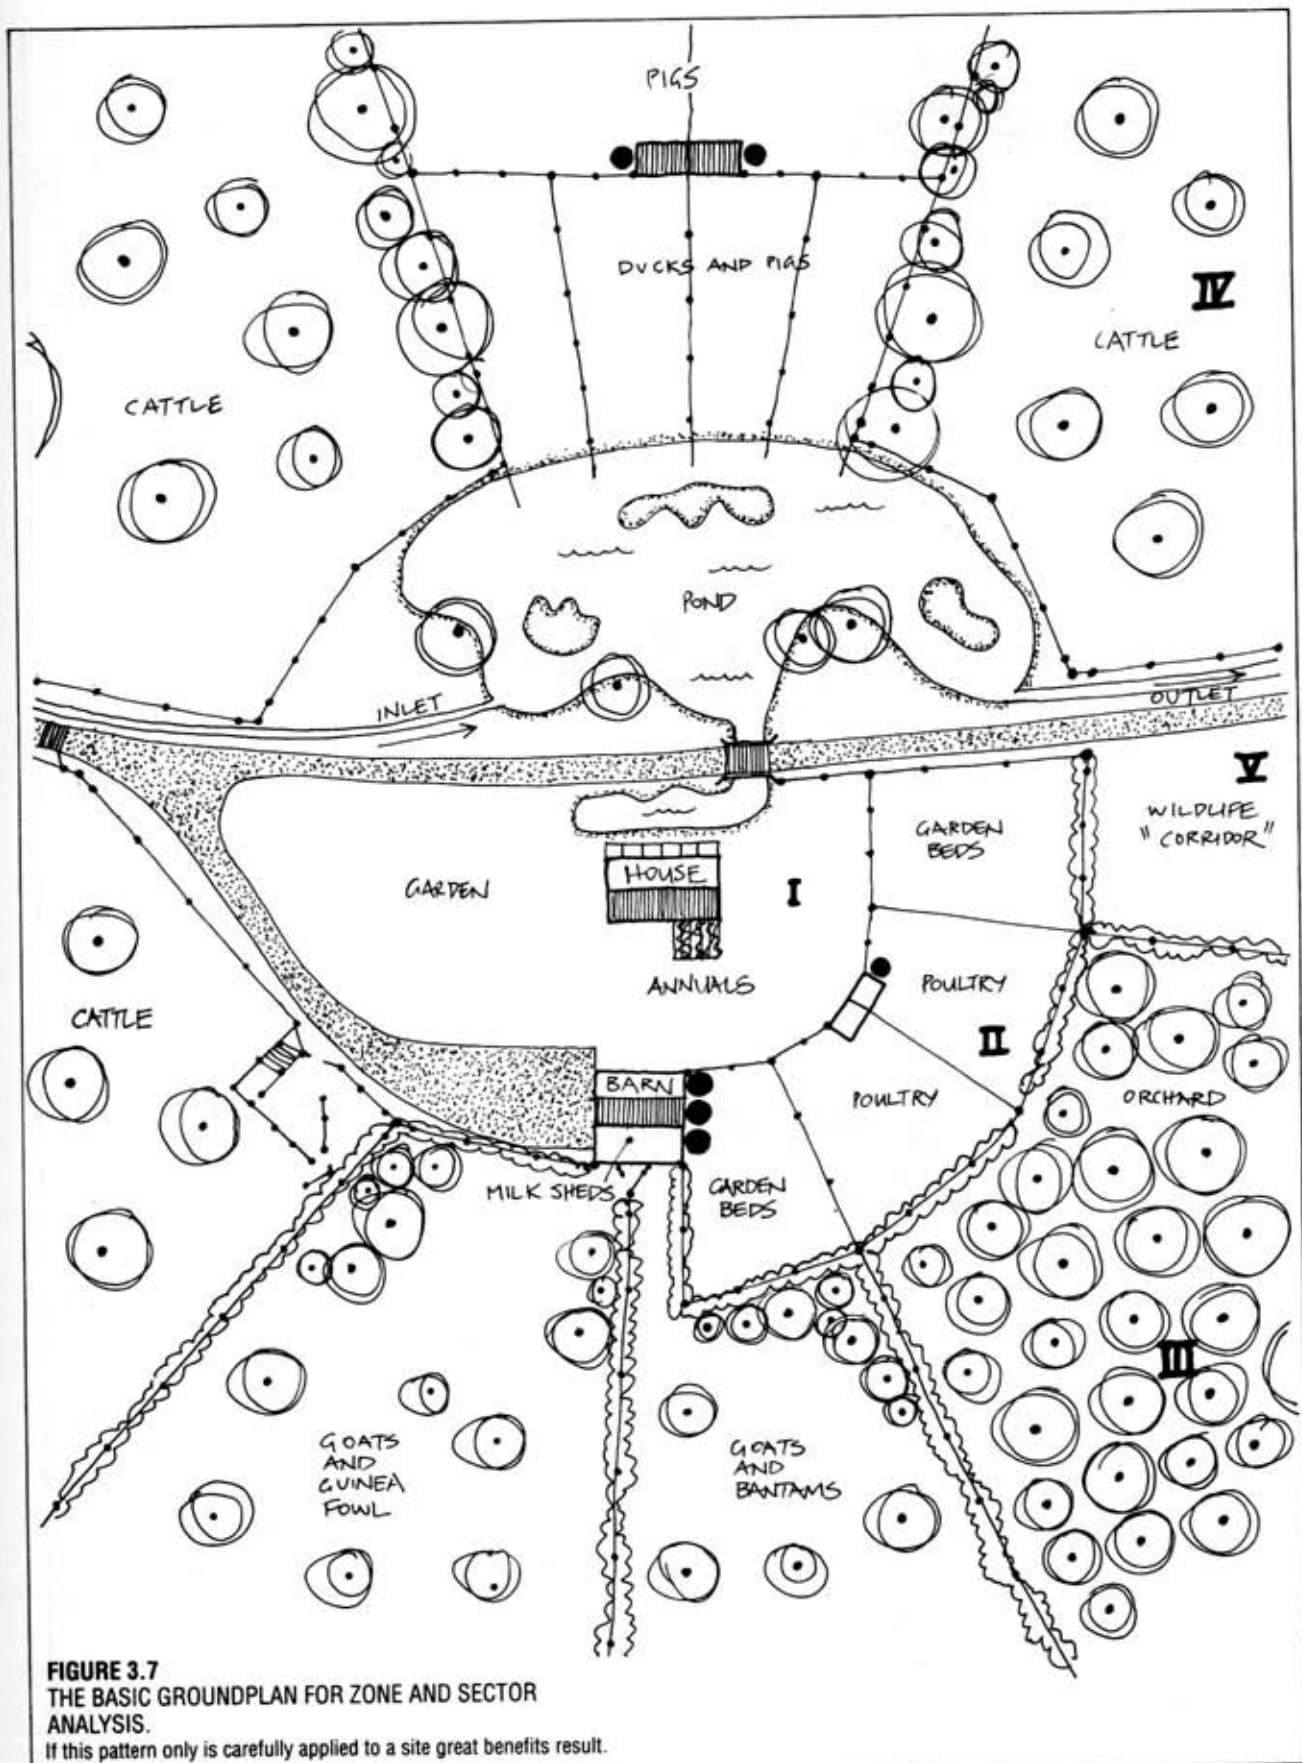 PIGS
DUCKS AND PIGS
IV
CATTLE
CATTLE
POND
INLET
OUTLET
V
WILDLIFE
"CORRIDOR"
GARDEN
BEDS
HOUSE
GARDEN
I
ANNUALS
POULTRY
CATTLE
II
BARN
POULTRY
ORCHARD
MILK SHEDS
GARDEN
BEDS
III
GOATS
AND
GUINEA
FOWL
GOATS
AND
BANTAMS
FIGURE 3.7
THE BASIC GROUNDPLAN FOR ZONE AND SECTOR
ANALYSIS.
If this pattern only is carefully applied to a site great benefits result.